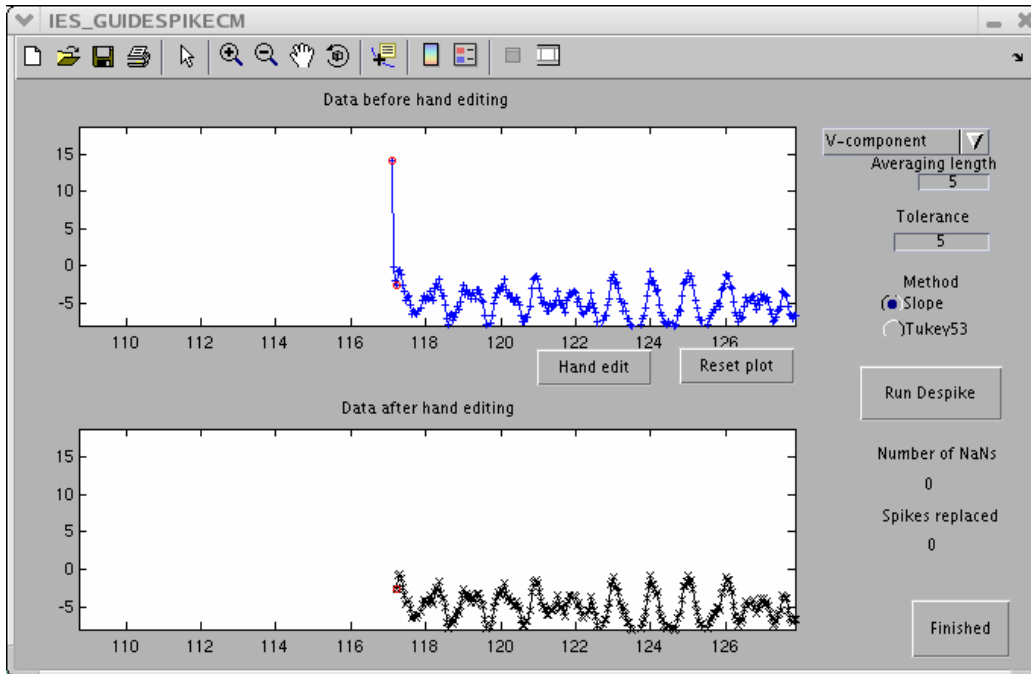 IES_GUIDESPIKECM
Data before hand editing
15
10
5
0
-5
110 112 114 116 118 120 122 124 126
V-component
Averaging length
5
Tolerance
5
Method
Slope
Tukey53
Hand edit Reset plot
Run Despike
Data after hand editing
15
10
5
0
-5
110 112 114 116 118 120 122 124 126
Number of NaNs
0
Spikes replaced
0
Finished